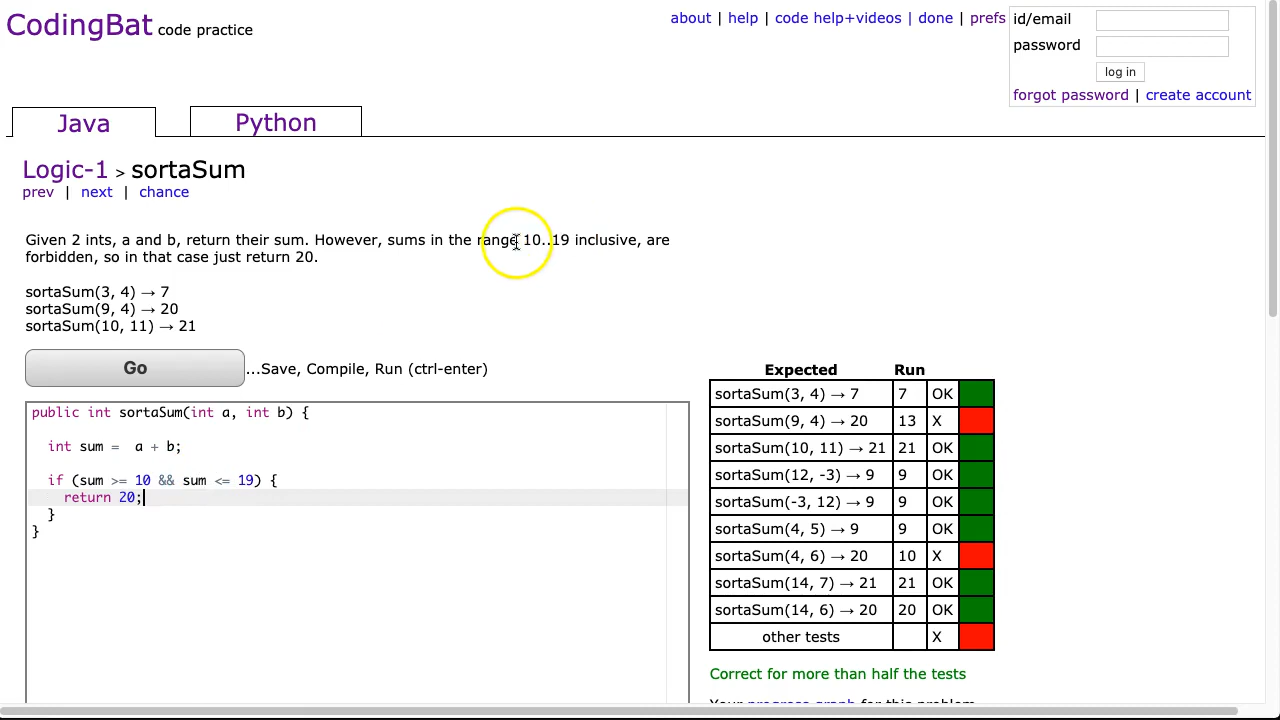 CodingBat code practice
about | help | code help+videos | done | prefs
id/email
password
log in
forgot password | create account
Java
Python
Logic-1 > sortaSum
prev | next | chance
Given 2 ints, a and b, return their sum. However, sums in the range 10..19 inclusive, are
forbidden, so in that case just return 20.
sortaSum(3, 4) → 7
sortaSum(9, 4) → 20
sortaSum(10, 11) → 21
Go ...Save, Compile, Run (ctrl-enter)
public int sortaSum(int a, int b) {
int sum =  a + b;
if (sum >= 10 && sum <= 19) {
return 20;
}
}
Expected Run
sortaSum(3, 4) → 7 7 OK
sortaSum(9, 4) → 20 13 X
sortaSum(10, 11) → 21 21 OK
sortaSum(12, -3) → 9 9 OK
sortaSum(-3, 12) → 9 9 OK
sortaSum(4, 5) → 9 9 OK
sortaSum(4, 6) → 20 10 X
sortaSum(14, 7) → 21 21 OK
sortaSum(14, 6) → 20 20 OK
other tests X
Correct for more than half the tests
Your progress graph for this problem